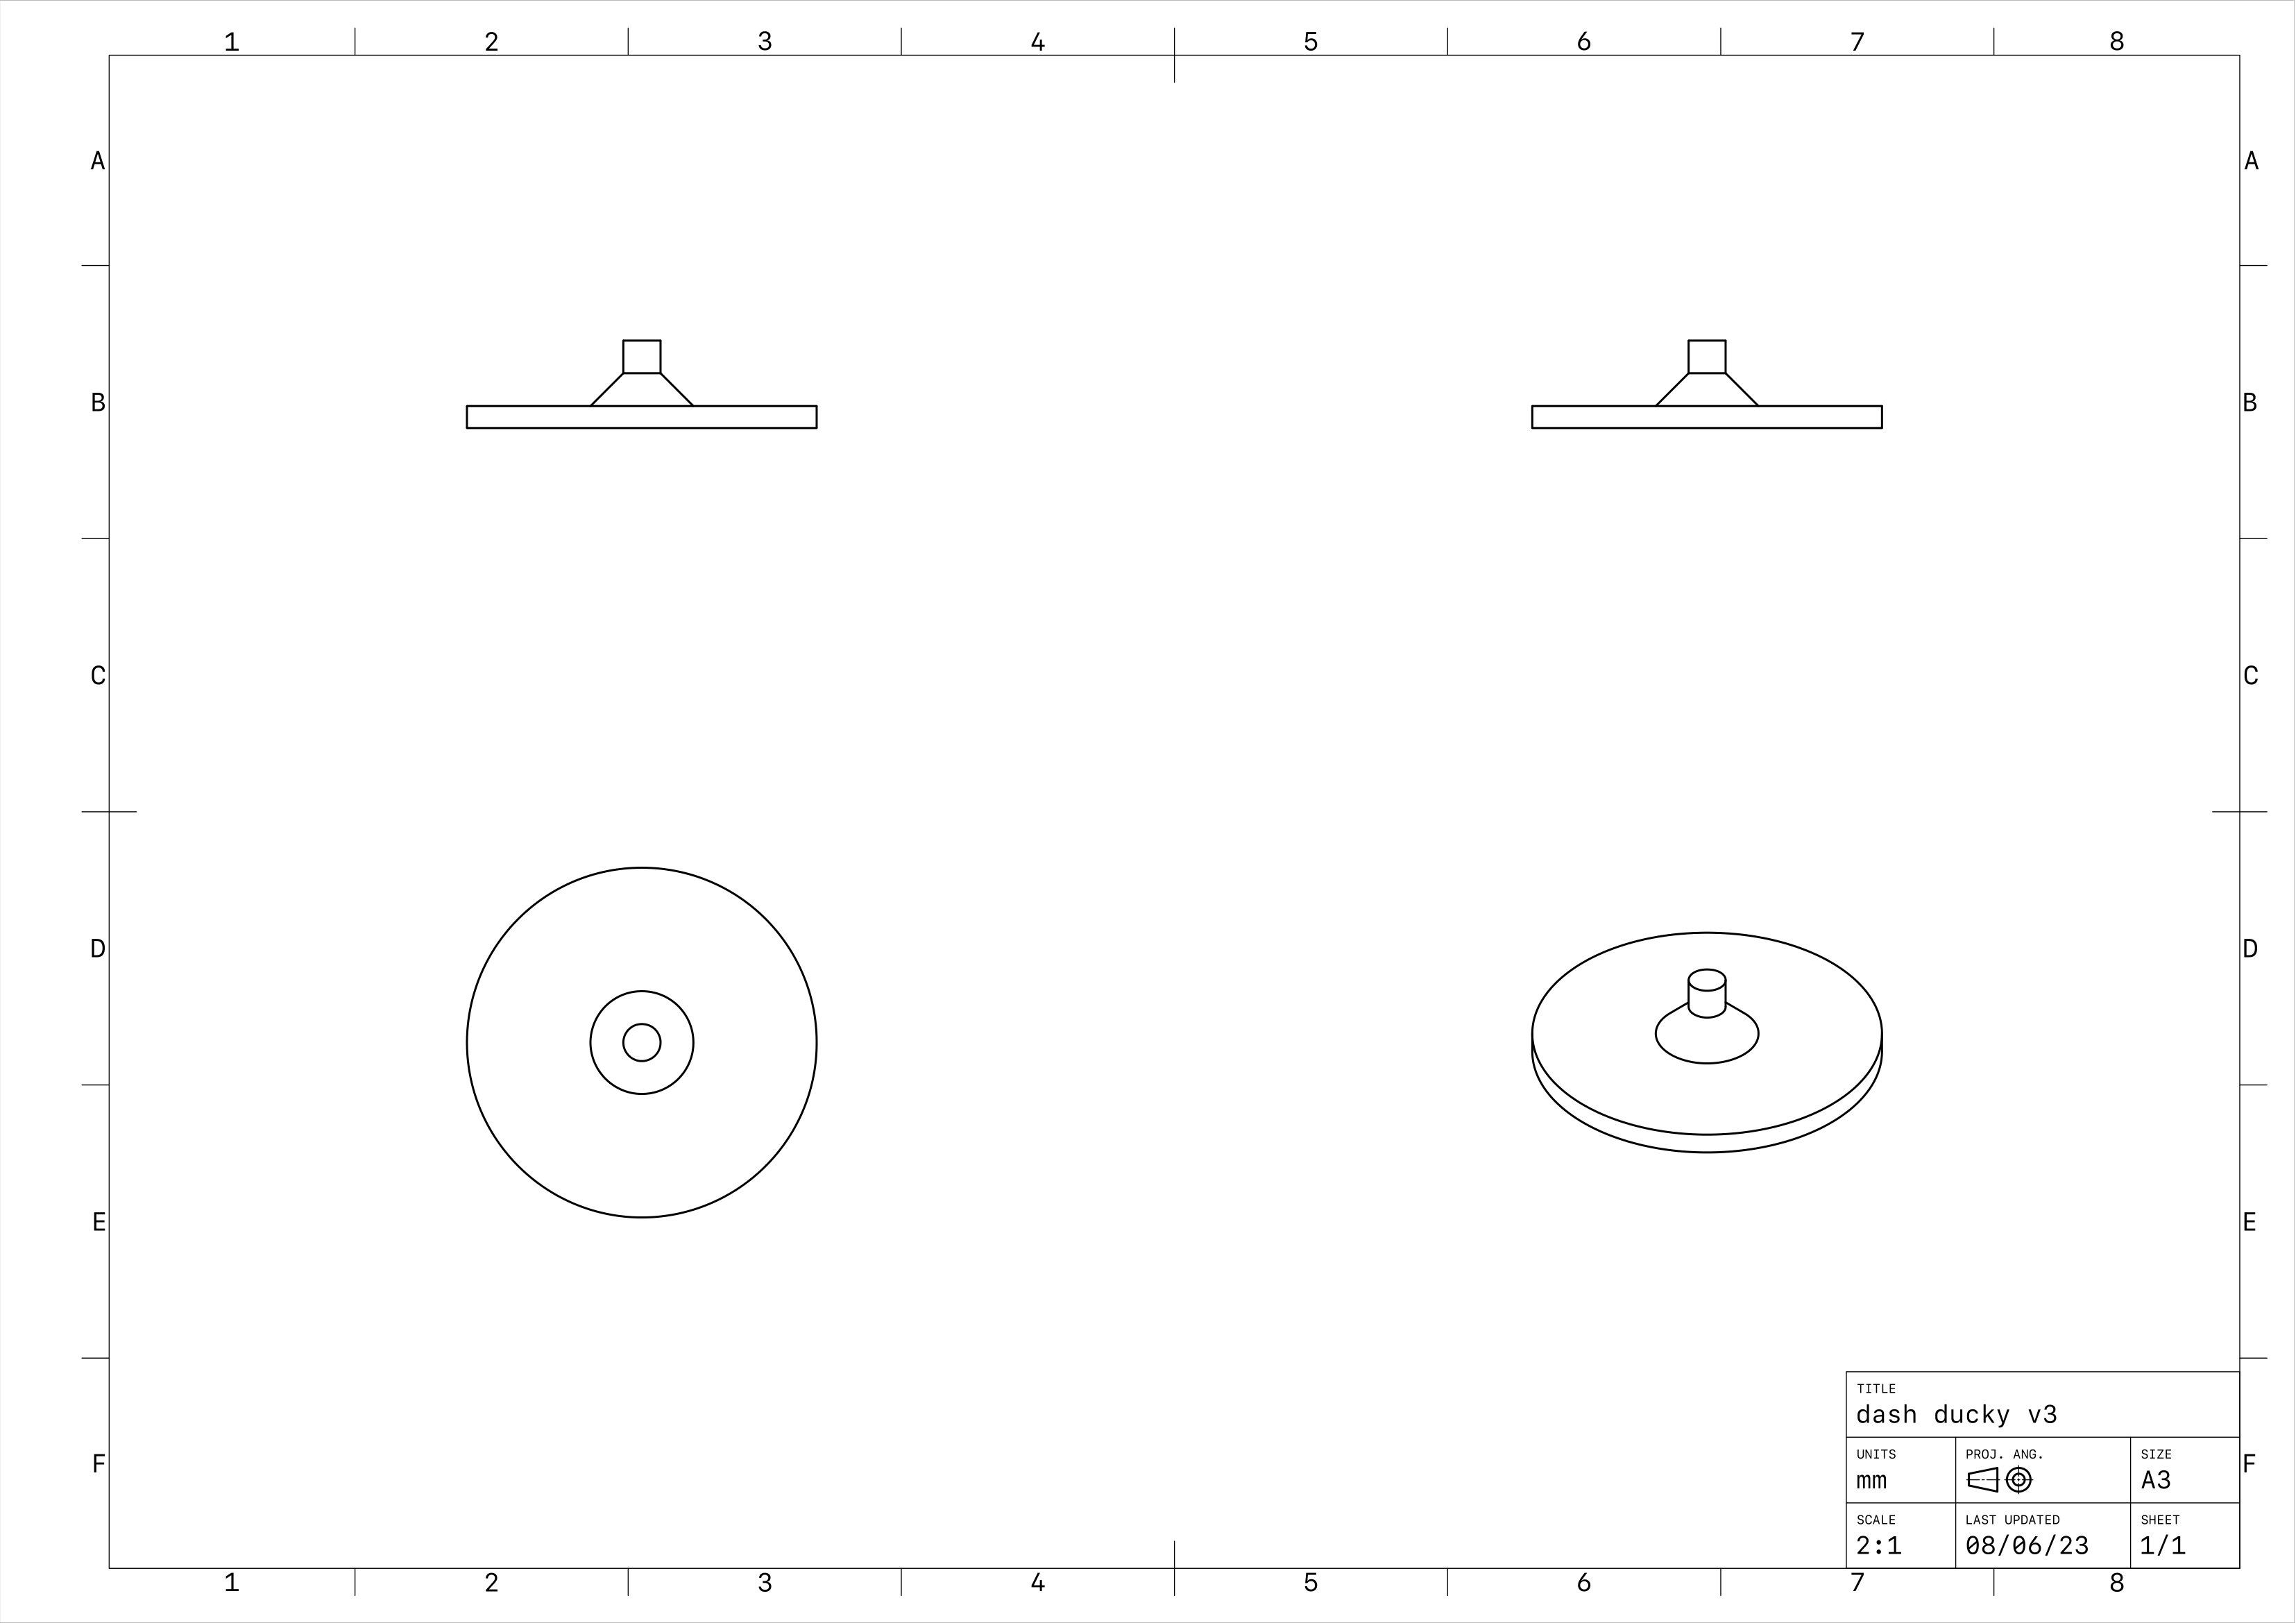 1 2 3 4 5 6 7 8
A A
B B
C C
D D
E E
TITLE
dash ducky v3
UNITS PROJ. ANG. SIZE
F mm A3 F
SCALE LAST UPDATED SHEET
2:1 08/06/23 1/1
1 2 3 4 5 6 7 8